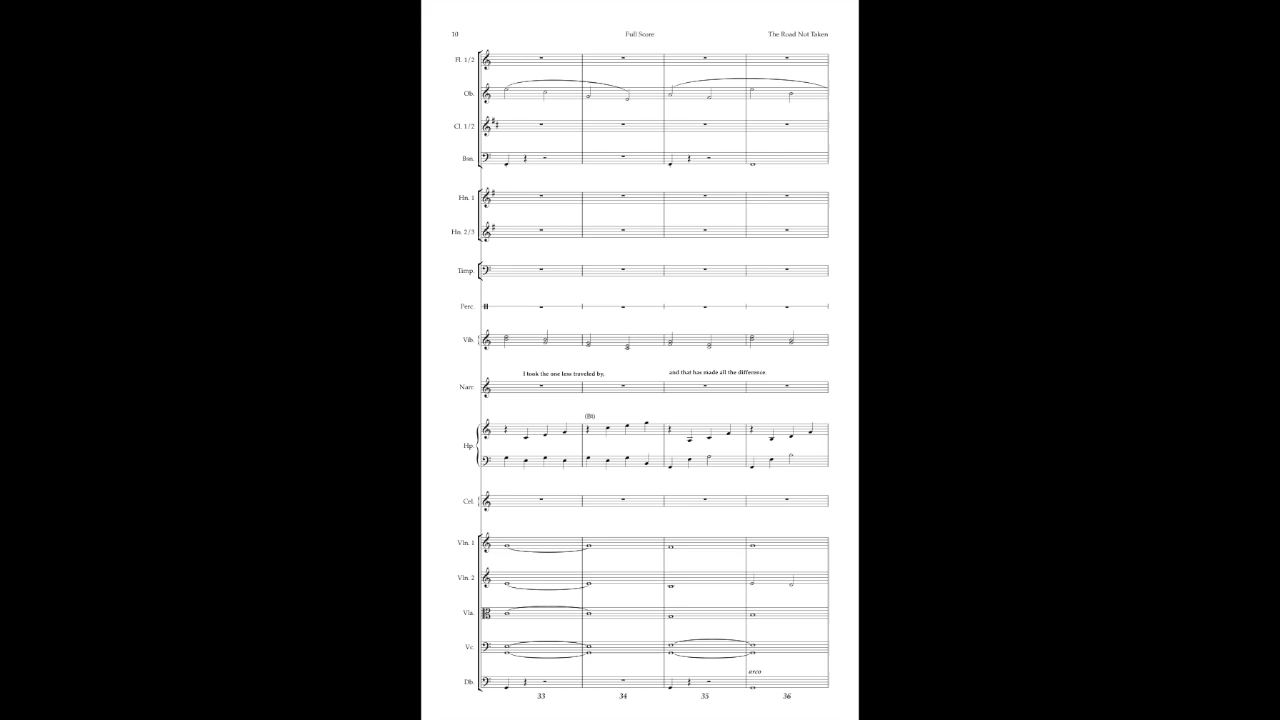 10 Full Score The Road Not Taken
Fl. 1/2
Ob.
Cl. 1/2
Bsn.
Hn. 1
Hn. 2/3
Timp.
Perc.
Vib.
I took the one less traveled by, and that has made all the difference.
Narr.
Hp.
Cel.
Vln. 1
Vln. 2
Vla.
Vc.
arco
Db.
33 34 35 36